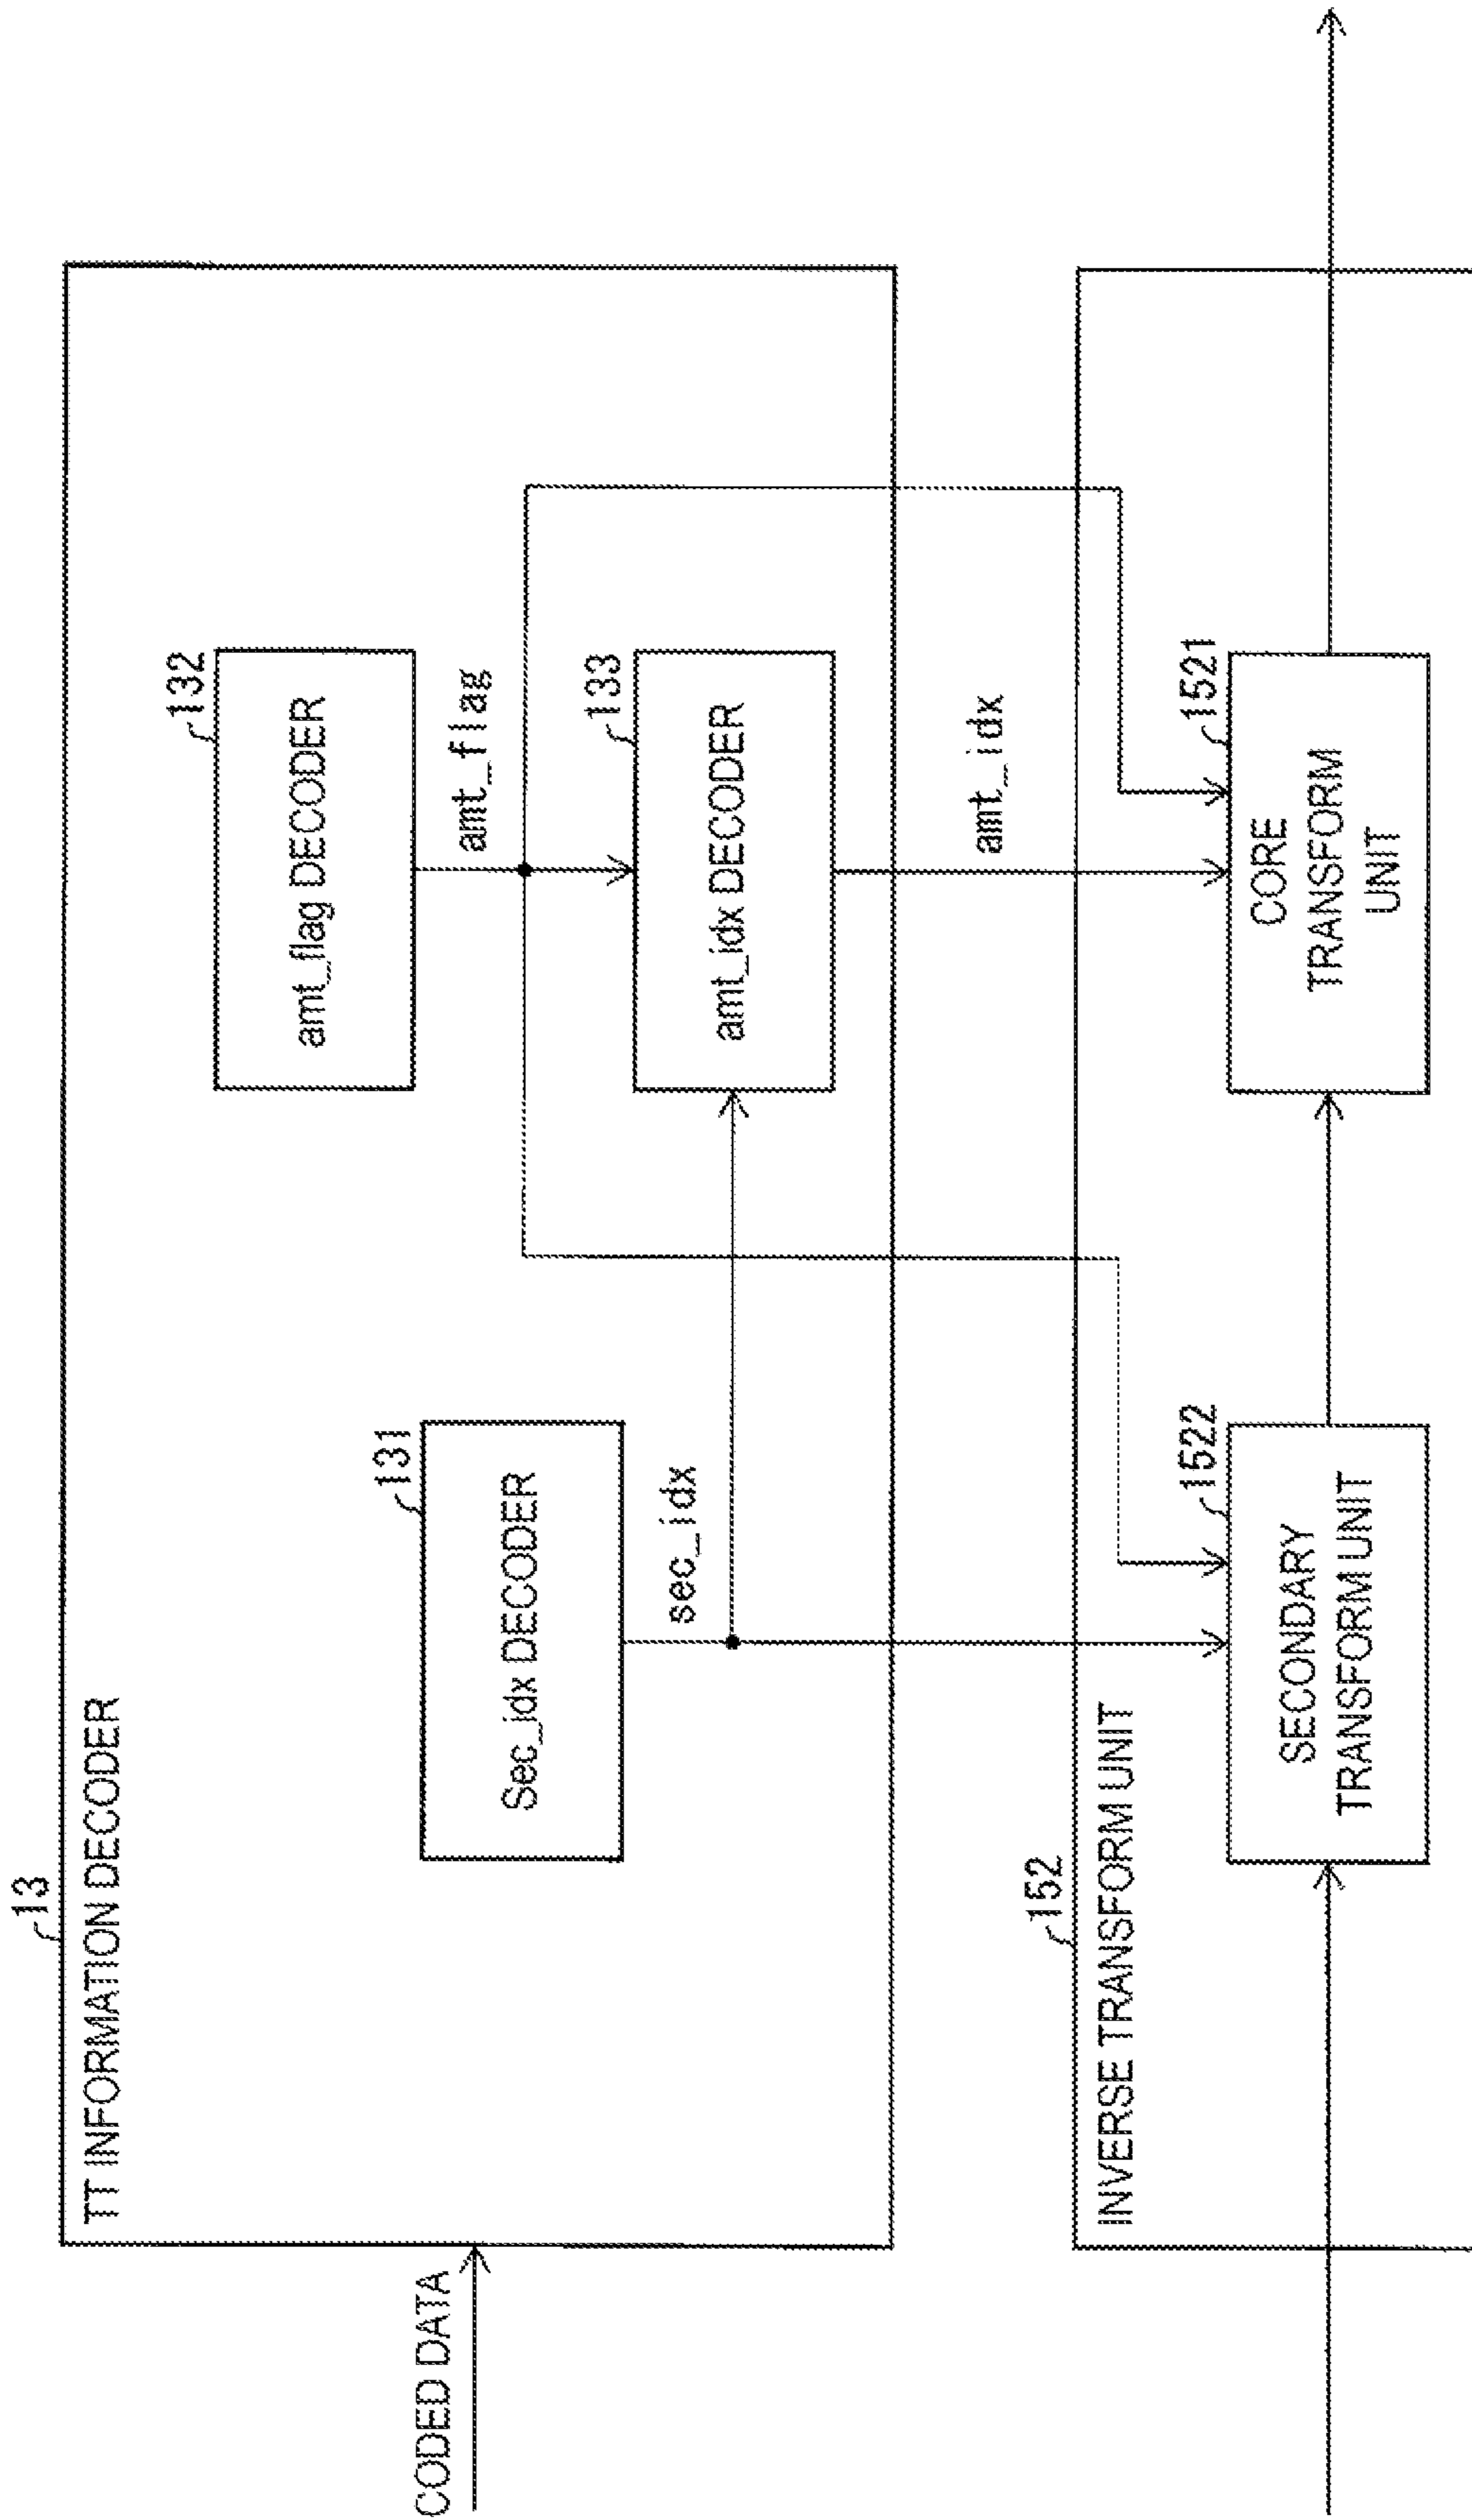 13
TT INFORMATION DECODER
CODED DATA
132
amt_flag DECODER
131
Sec_idx DECODER
amt_flag
133
amt_idx DECODER
sec_idx
amt_idx
152
INVERSE TRANSFORM UNIT
1522
SECONDARY
TRANSFORM UNIT
1521
CORE
TRANSFORM
UNIT